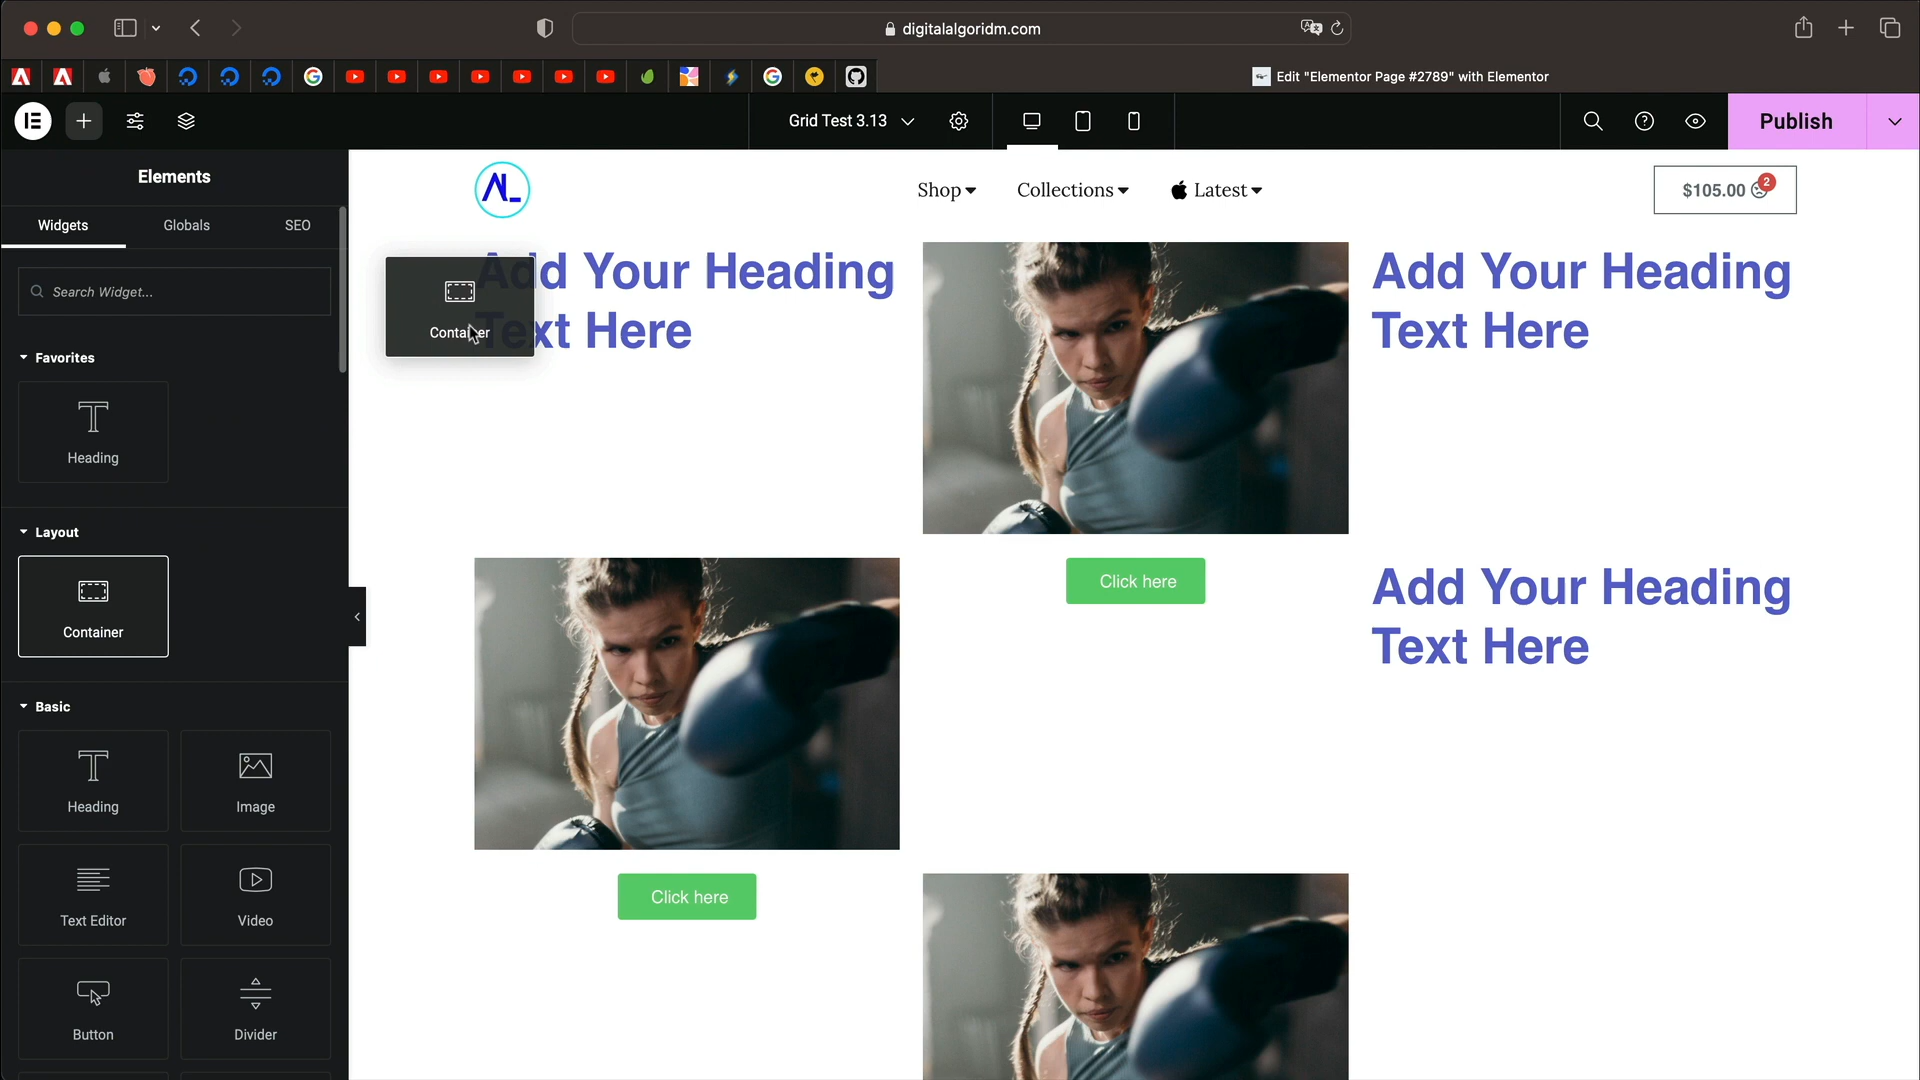 digitalalgoridm.com
Edit "Elementor Page #2789" with Elementor
Grid Test 3.13
Publish
Elements
Widgets
Globals
SEO
Search Widget...
Favorites
Heading
Layout
Container
Basic
Heading
Image
Text Editor
Video
Button
Divider
Container
AL_
Shop
Collections
Latest
$105.00
2
Add Your Heading
Text Here
Add Your Heading
Text Here
Click here
Add Your Heading
Text Here
Click here